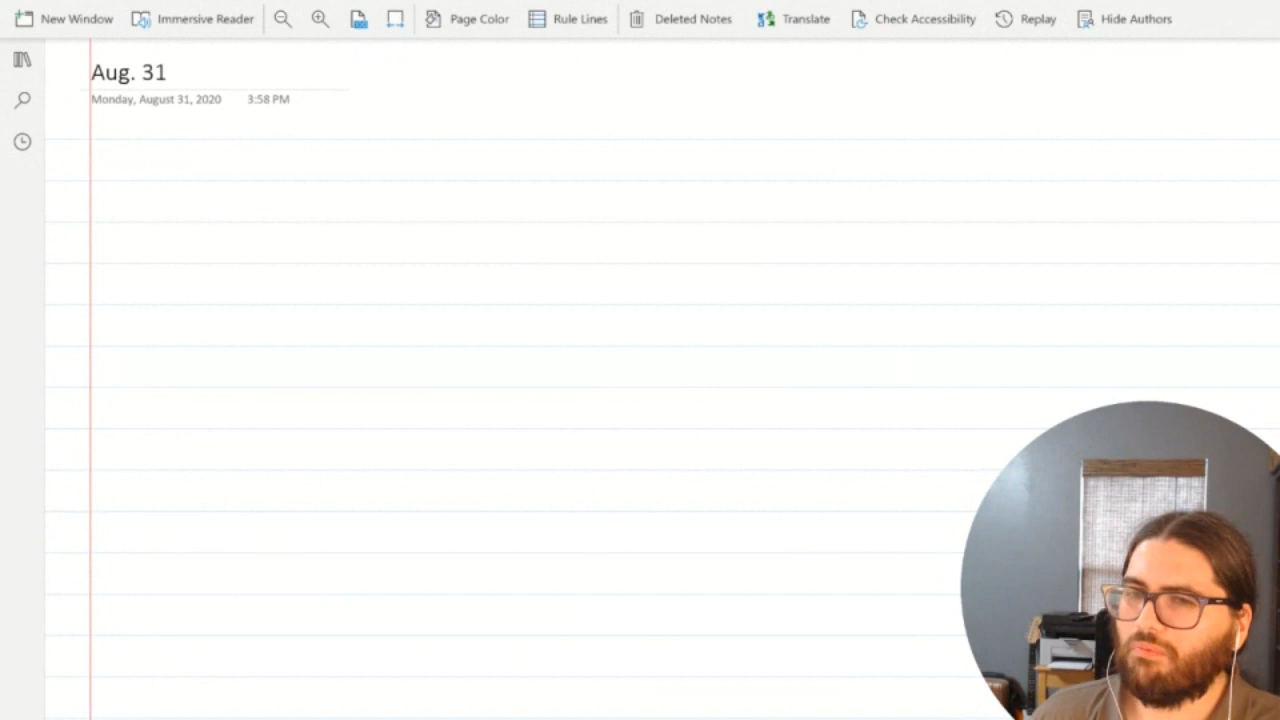 New Window Immersive Reader Page Color Rule Lines Deleted Notes Translate Check Accessibility Replay Hide Authors
Aug. 31
Monday, August 31, 2020 3:58 PM